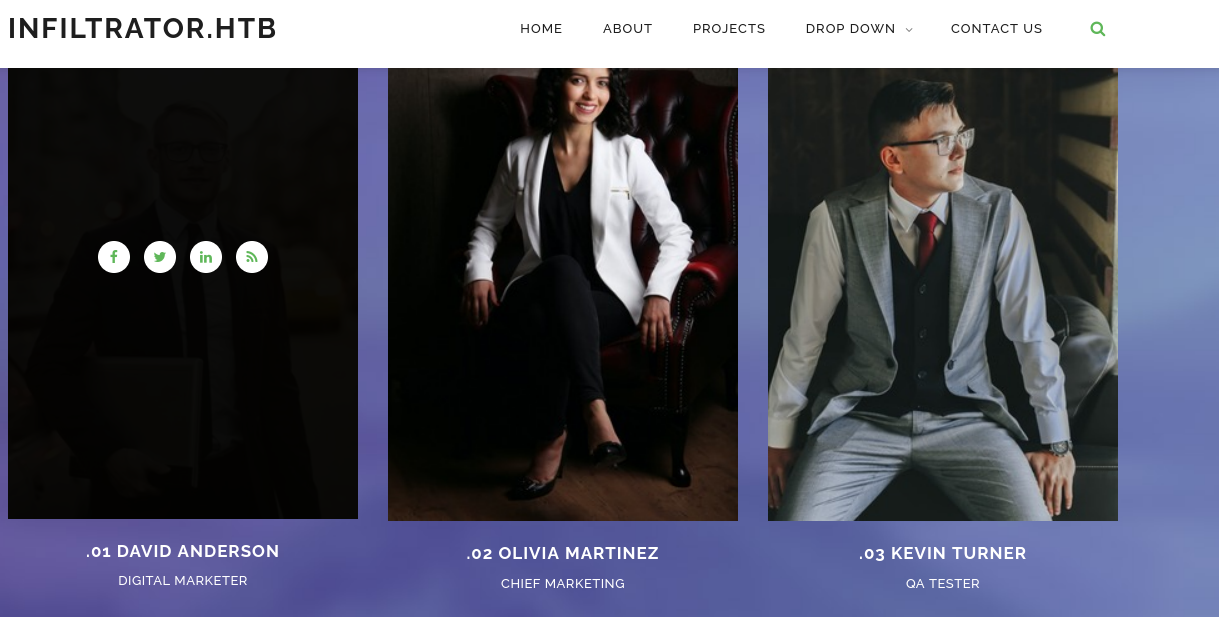 INFILTRATOR.HTB
HOME ABOUT PROJECTS DROP DOWN CONTACT US
.01 DAVID ANDERSON
DIGITAL MARKETER
.02 OLIVIA MARTINEZ
CHIEF MARKETING
.03 KEVIN TURNER
QA TESTER